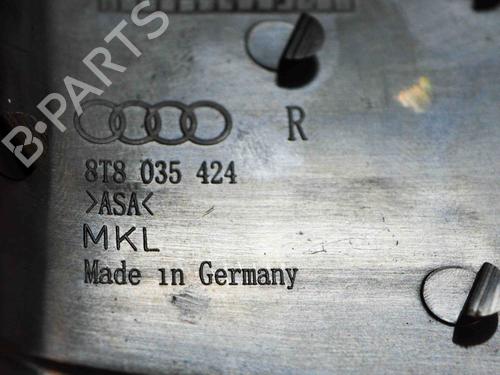 B-PARTS
R
8T8 035 424
>ASA<
MKL
Made in Germany